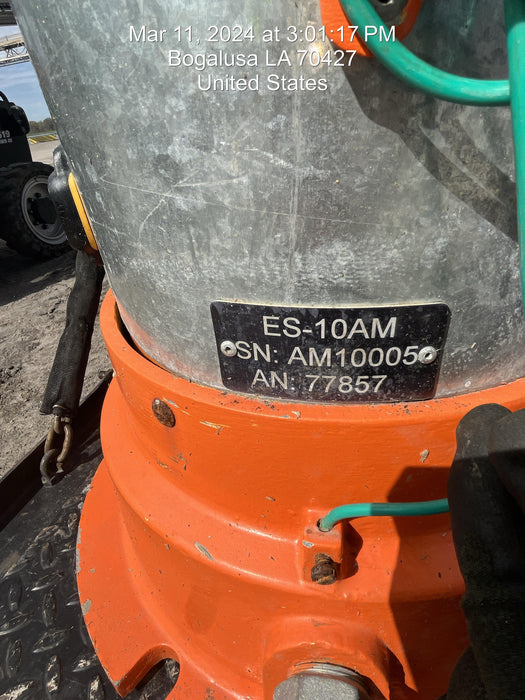 Mar 11, 2024 at 3:01:17 PM
Bogalusa LA 70427
United States
519
ES-10AM
SN: AM10005
AN: 77857